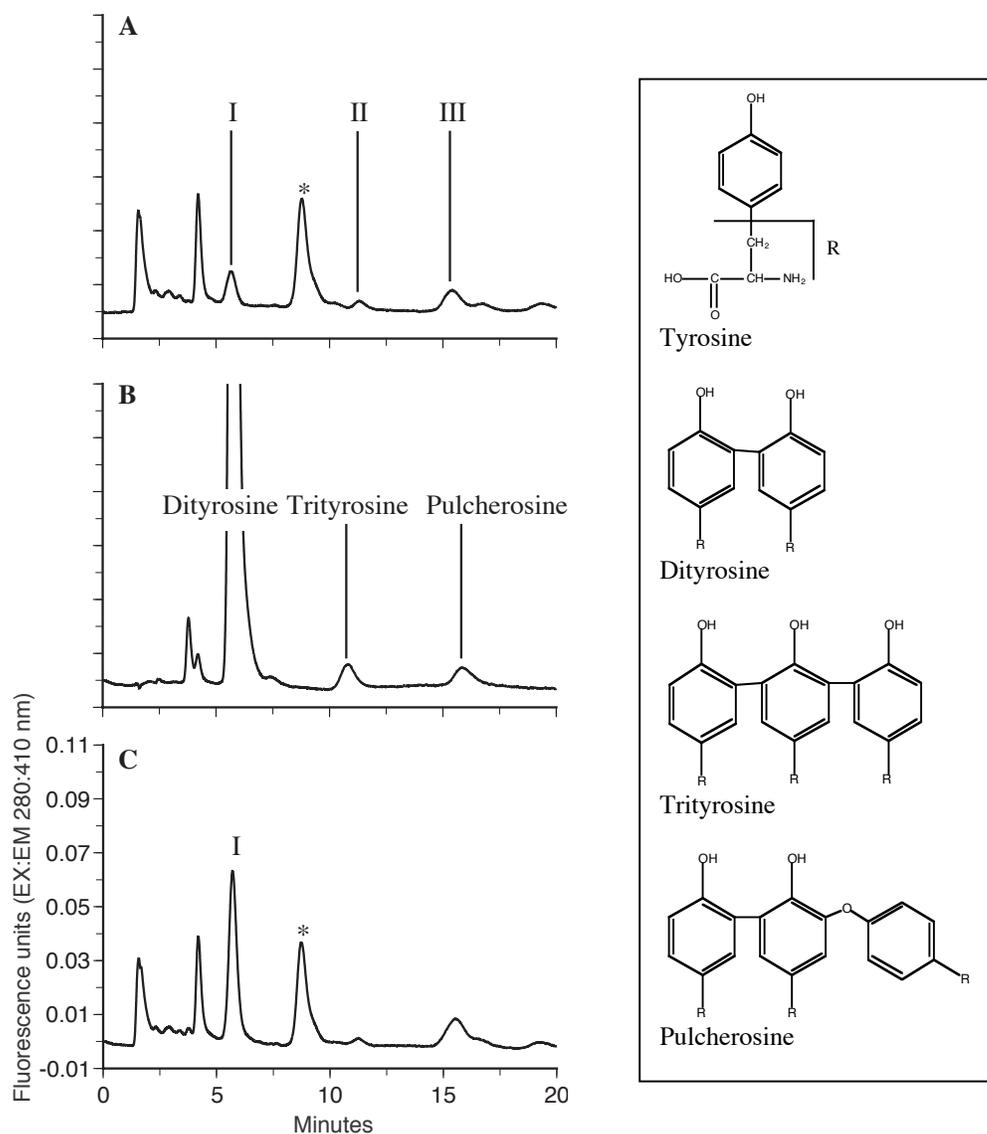 A
I II III
*
B
Dityrosine Trityrosine Pulcherosine
C
I
*
Fluorescence units (EX:EM 280:410 nm)
0.11
0.09
0.07
0.05
0.03
0.01
-0.01
0 5 10 15 20
Minutes
OH
CH2
R
HO C CH NH2
O
Tyrosine
OH OH
R R
Dityrosine
OH OH OH
R R R
Trityrosine
OH OH
O
R
R R
Pulcherosine